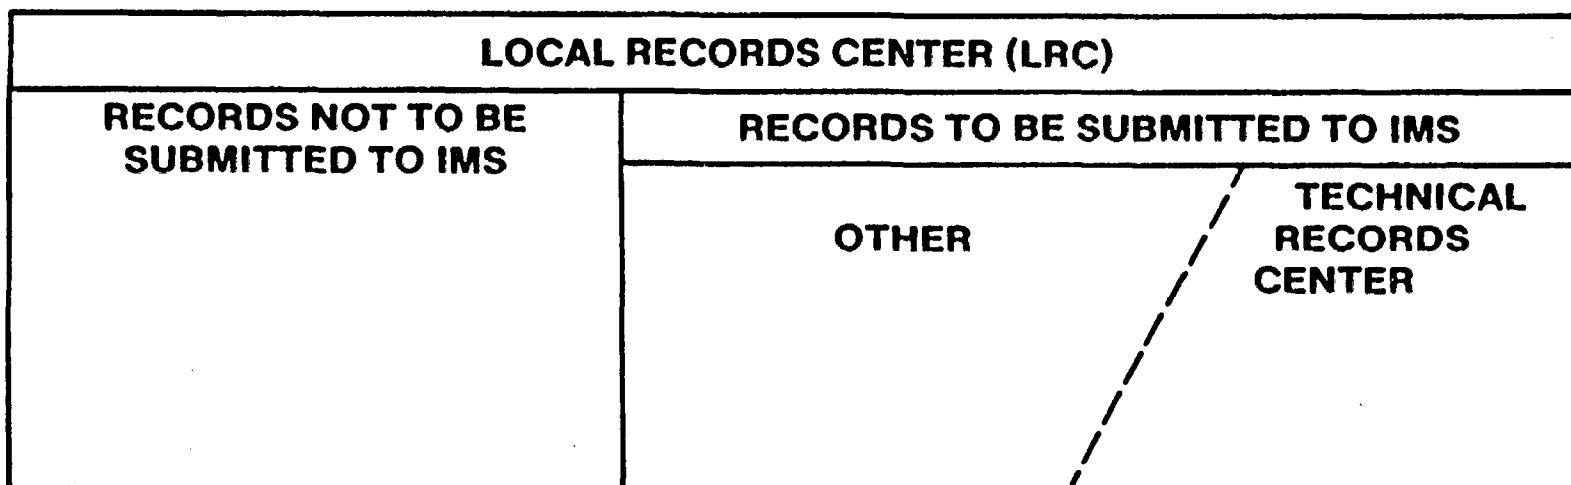 LOCAL RECORDS CENTER (LRC)
RECORDS NOT TO BE
SUBMITTED TO IMS
RECORDS TO BE SUBMITTED TO IMS
OTHER
TECHNICAL
RECORDS
CENTER